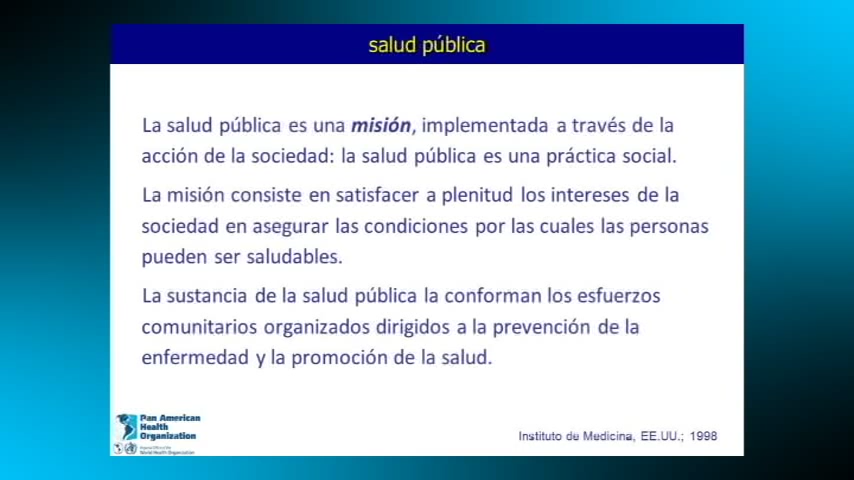 salud pública
La salud pública es una misión, implementada a través de la
acción de la sociedad: la salud pública es una práctica social.
La misión consiste en satisfacer a plenitud los intereses de la
sociedad en asegurar las condiciones por las cuales las personas
pueden ser saludables.
La sustancia de la salud pública la conforman los esfuerzos
comunitarios organizados dirigidos a la prevención de la
enfermedad y la promoción de la salud.
Pan American
Health
Organization
World Health Organization
Instituto de Medicina, EE.UU.; 1998